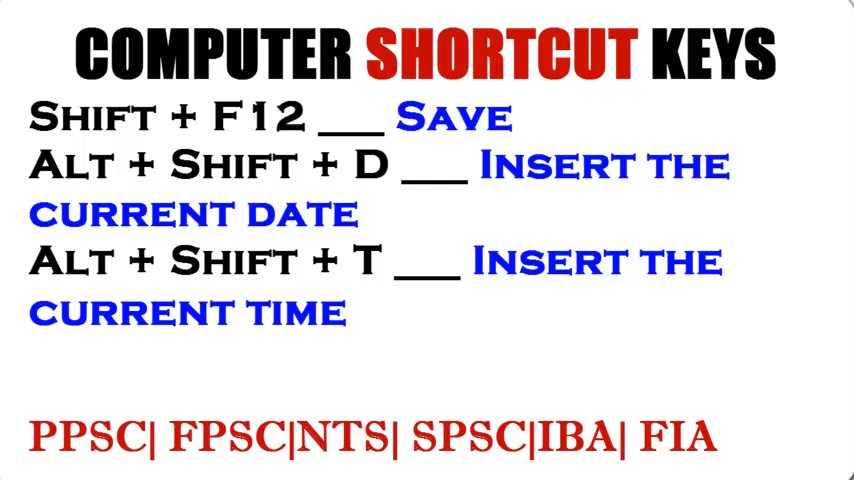 COMPUTER SHORTCUT KEYS
Shift + F12 ___ Save
Alt + Shift + D ___ Insert the
current date
Alt + Shift + T ___ Insert the
current time
PPSC| FPSC|NTS| SPSC|IBA| FIA